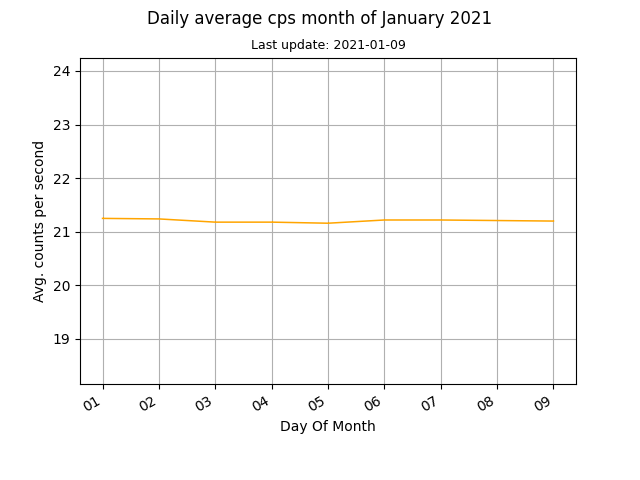 Daily average cps month of January 2021
Last update: 2021-01-09
24
23
22
21
20
19
Avg. counts per second
01 02 03 04 05 06 07 08 09
Day Of Month